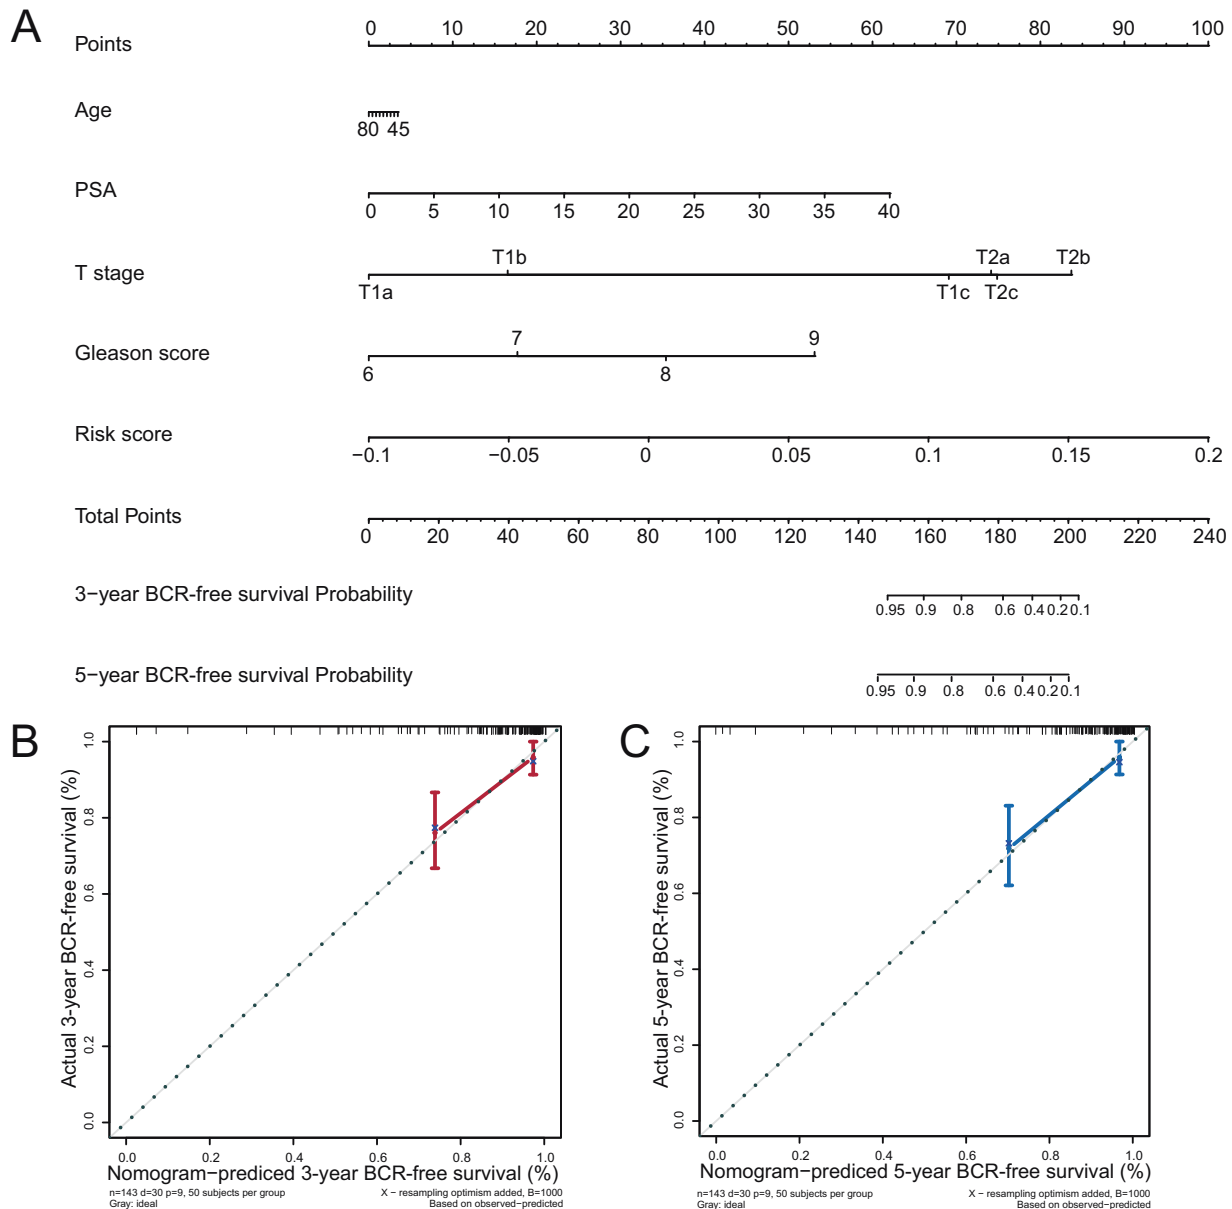 A
Points
0 10 20 30 40 50 60 70 80 90 100
Age
80 45
PSA
0 5 10 15 20 25 30 35 40
T stage
T1b T2a T2b
T1a T1c T2c
Gleason score
7 9
6 8
Risk score
−0.1 −0.05 0 0.05 0.1 0.15 0.2
Total Points
0 20 40 60 80 100 120 140 160 180 200 220 240
3−year BCR-free survival Probability
0.95 0.9 0.8 0.6 0.4 0.2 0.1
5−year BCR-free survival Probability
0.95 0.9 0.8 0.6 0.4 0.2 0.1
B
Actual 3-year BCR-free survival (%)
1.0
0.8
0.6
0.4
0.2
0.0
0.0 0.2 0.4 0.6 0.8 1.0
Nomogram−prediced 3-year BCR-free survival (%)
n=143 d=30 p=9, 50 subjects per group
Gray: ideal
X − resampling optimism added, B=1000
Based on observed−predicted
C
Actual 5-year BCR-free survival (%)
1.0
0.8
0.6
0.4
0.2
0.0
0.0 0.2 0.4 0.6 0.8 1.0
Nomogram−prediced 5-year BCR-free survival (%)
n=143 d=30 p=9, 50 subjects per group
Gray: ideal
X − resampling optimism added, B=1000
Based on observed−predicted